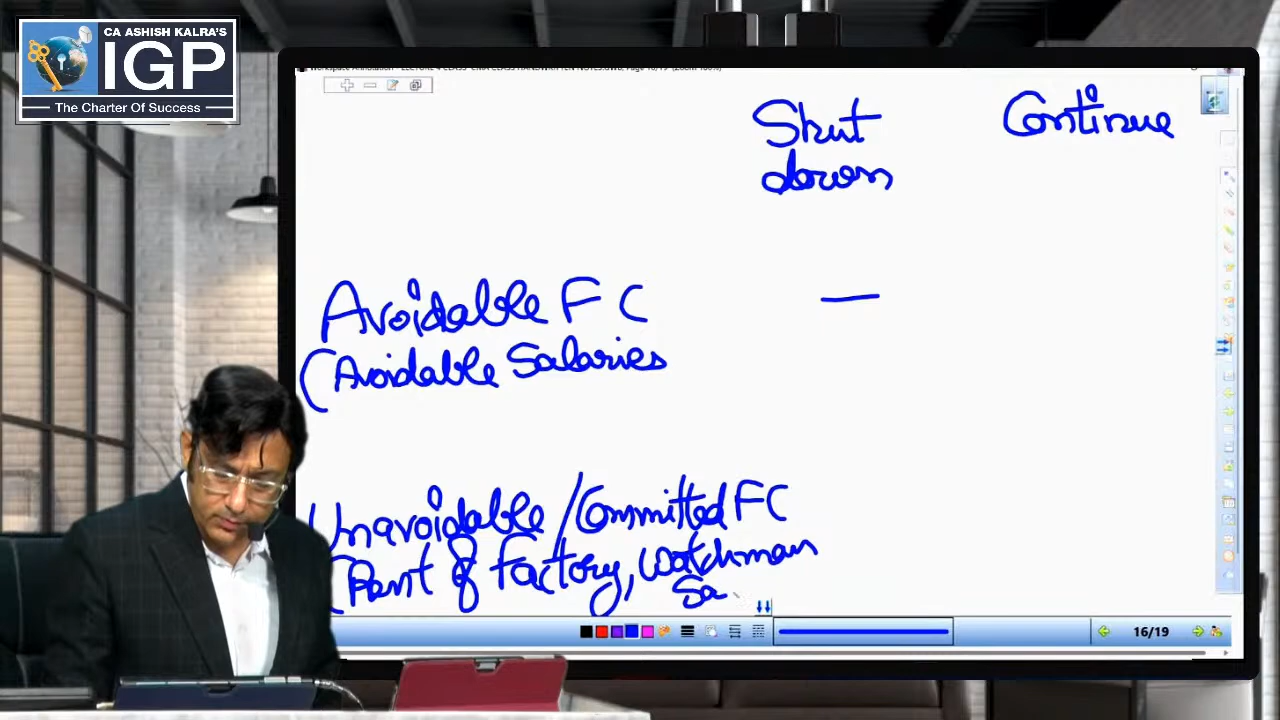 CA ASHISH KALRA'S
IGP
The Charter Of Success
Shut down
Continue
Avoidable FC
(Avoidable Salaries
Unavoidable / Committed FC
(Rent of Factory, Watchman
Sa
16/19